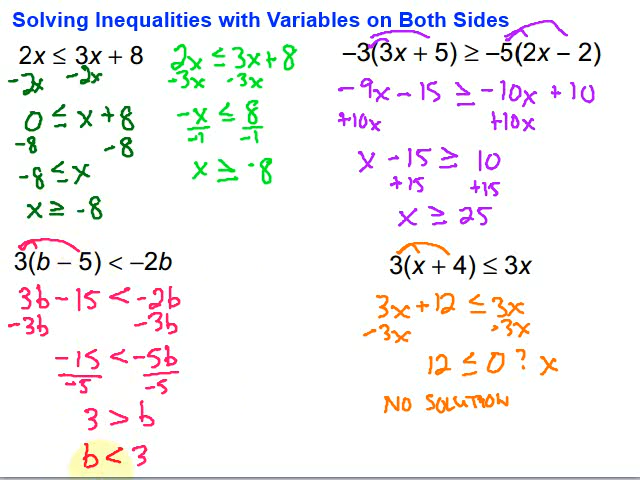 Solving Inequalities with Variables on Both Sides
2x ≤ 3x + 8
-2x -2x
0 ≤ x + 8
-8 -8
-8 ≤ x
x ≥ -8
2x ≤ 3x + 8
-3x -3x
-x ≤ 8
-1 -1
x ≥ -8
−3(3x + 5) ≥ −5(2x − 2)
-9x - 15 ≥ -10x + 10
+10x +10x
x - 15 ≥ 10
+15 +15
x ≥ 25
3(b − 5) < −2b
3b - 15 < -2b
-3b -3b
-15 < -5b
-5 -5
3 > b
b < 3
3(x + 4) ≤ 3x
3x + 12 ≤ 3x
-3x -3x
12 ≤ 0 ? x
NO SOLUTION